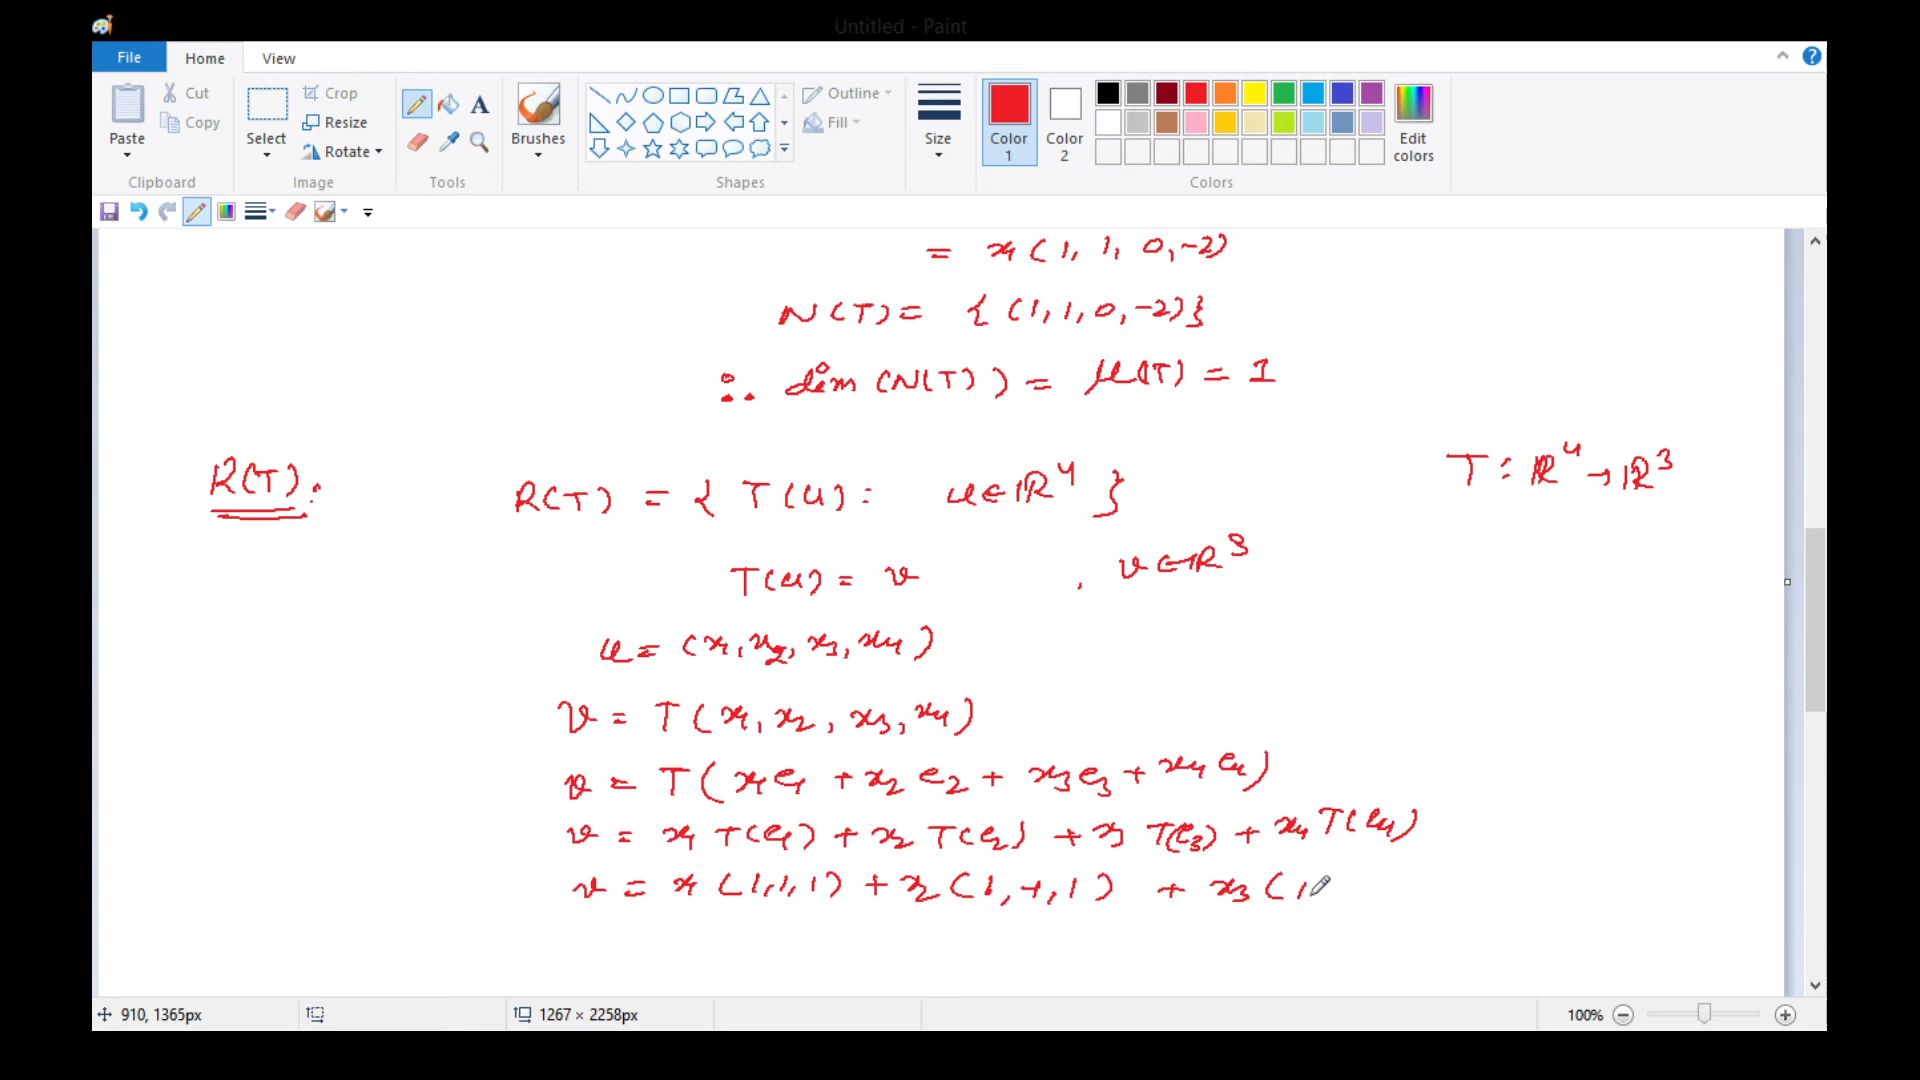 Untitled - Paint
File Home View
Paste
Cut
Copy
Clipboard
Select
Crop
Resize
Rotate
Image
Tools
Brushes
Shapes
Outline
Fill
Size
Color 1
Color 2
Edit colors
Colors
= x₁ (1, 1, 0, -2)
N(T) = { (1, 1, 0, -2)}
∴ dim (N(T)) = μ(T) = 1
R(T):
R(T) = { T(u) : u∈ℝ⁴ }
T : ℝ⁴ → ℝ³
T(u) = v , v∈ℝ³
u = (x₁, x₂, x₃, x₄)
v = T(x₁, x₂, x₃, x₄)
v = T(x₁e₁ + x₂e₂ + x₃e₃ + x₄e₄)
v = x₁ T(e₁) + x₂ T(e₂) + x₃ T(e₃) + x₄ T(e₄)
v = x₁ (1,1,1) + x₂ (1,-1,1) + x₃ (1
910, 1365px
1267 × 2258px
100%